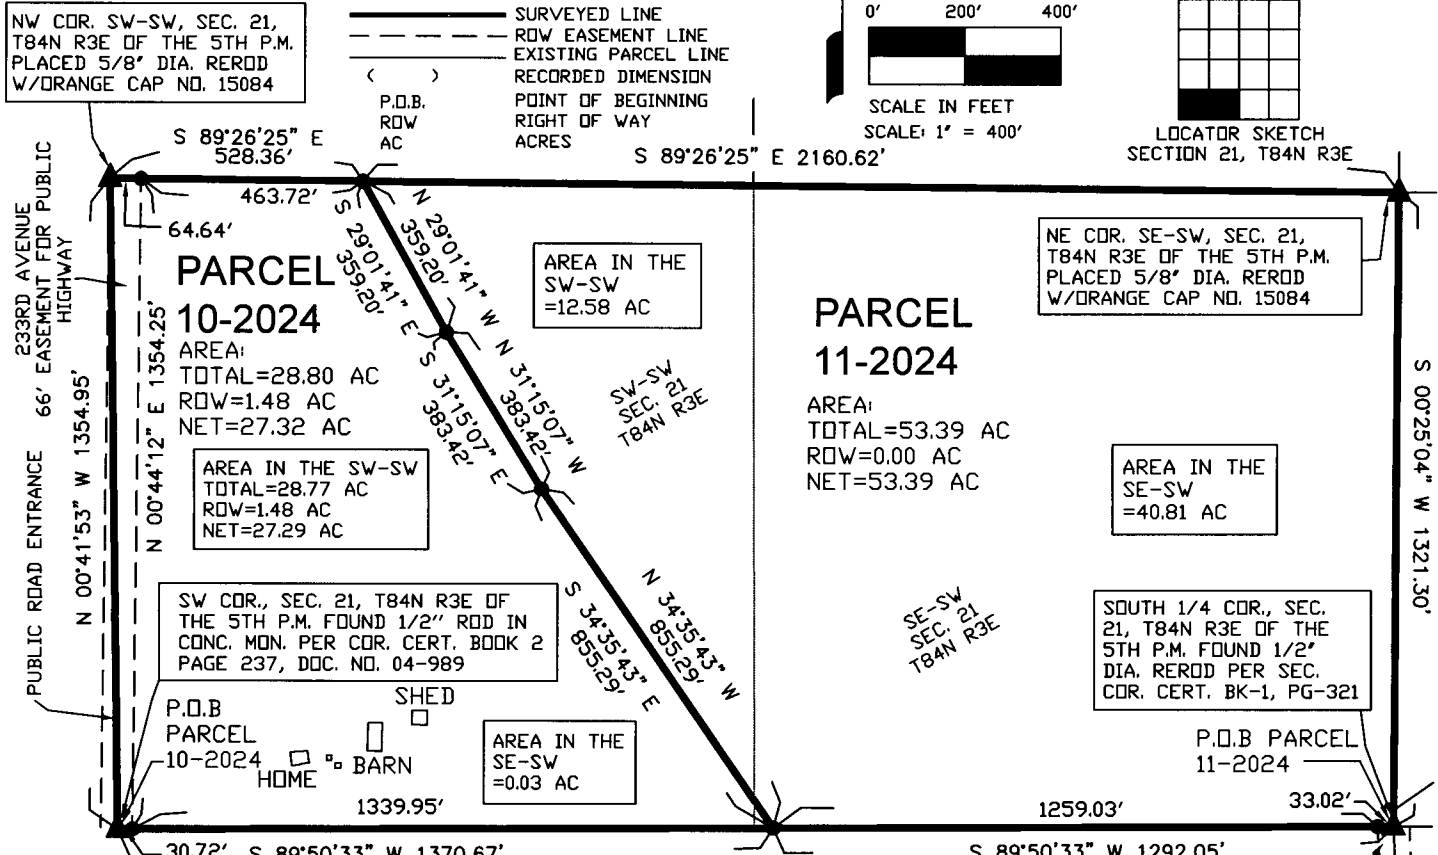 NW COR. SW-SW, SEC. 21,
T84N R3E OF THE 5TH P.M.
PLACED 5/8" DIA. REROD
W/ORANGE CAP NO. 15084
SURVEYED LINE
ROW EASEMENT LINE
EXISTING PARCEL LINE
( ) RECORDED DIMENSION
P.O.B. POINT OF BEGINNING
ROW RIGHT OF WAY
AC ACRES
0' 200' 400'
SCALE IN FEET
SCALE: 1" = 400'
LOCATOR SKETCH
SECTION 21, T84N R3E
S 89°26'25" E
528.36'
463.72'
64.64'
S 89°26'25" E 2160.62'
233RD AVENUE
66' EASEMENT FOR PUBLIC
HIGHWAY
N 00°41'53" W 1354.95'
N 00°44'12" E 1354.25'
PUBLIC ROAD ENTRANCE
PARCEL
10-2024
AREA:
TOTAL=28.80 AC
ROW=1.48 AC
NET=27.32 AC
AREA IN THE SW-SW
TOTAL=28.77 AC
ROW=1.48 AC
NET=27.29 AC
N 29°01'41" W
359.20'
S 29°01'41" E
359.20'
N 31°15'07" W
383.42'
S 31°15'07" E
383.42'
N 34°35'43" W
855.29'
S 34°35'43" E
855.29'
AREA IN THE
SW-SW
=12.58 AC
SW-SW
SEC. 21
T84N R3E
PARCEL
11-2024
AREA:
TOTAL=53.39 AC
ROW=0.00 AC
NET=53.39 AC
NE COR. SE-SW, SEC. 21,
T84N R3E OF THE 5TH P.M.
PLACED 5/8" DIA. REROD
W/ORANGE CAP NO. 15084
AREA IN THE
SE-SW
=40.81 AC
S 00°25'04" W 1321.30'
SE-SW
SEC. 21
T84N R3E
SW COR., SEC. 21, T84N R3E OF
THE 5TH P.M. FOUND 1/2" ROD IN
CONC. MON. PER COR. CERT. BOOK 2
PAGE 237, DOC. NO. 04-989
SOUTH 1/4 COR., SEC.
21, T84N R3E OF THE
5TH P.M. FOUND 1/2"
DIA. REROD PER SEC.
COR. CERT. BK-1, PG-321
P.O.B
PARCEL
10-2024
SHED
HOME
BARN
AREA IN THE
SE-SW
=0.03 AC
P.O.B PARCEL
11-2024
1339.95'
1259.03'
33.02'
30.72' S 89°50'33" W 1370.67'
S 89°50'33" W 1292.05'